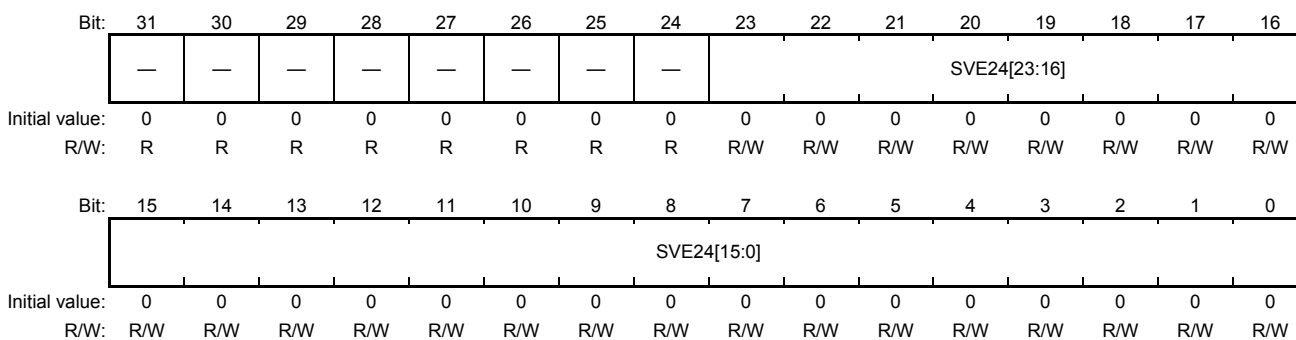 Bit: 31 30 29 28 27 26 25 24 23 22 21 20 19 18 17 16
— — — — — — — — SVE24[23:16]
Initial value: 0 0 0 0 0 0 0 0 0 0 0 0 0 0 0 0
R/W: R R R R R R R R R/W R/W R/W R/W R/W R/W R/W R/W
Bit: 15 14 13 12 11 10 9 8 7 6 5 4 3 2 1 0
SVE24[15:0]
Initial value: 0 0 0 0 0 0 0 0 0 0 0 0 0 0 0 0
R/W: R/W R/W R/W R/W R/W R/W R/W R/W R/W R/W R/W R/W R/W R/W R/W R/W